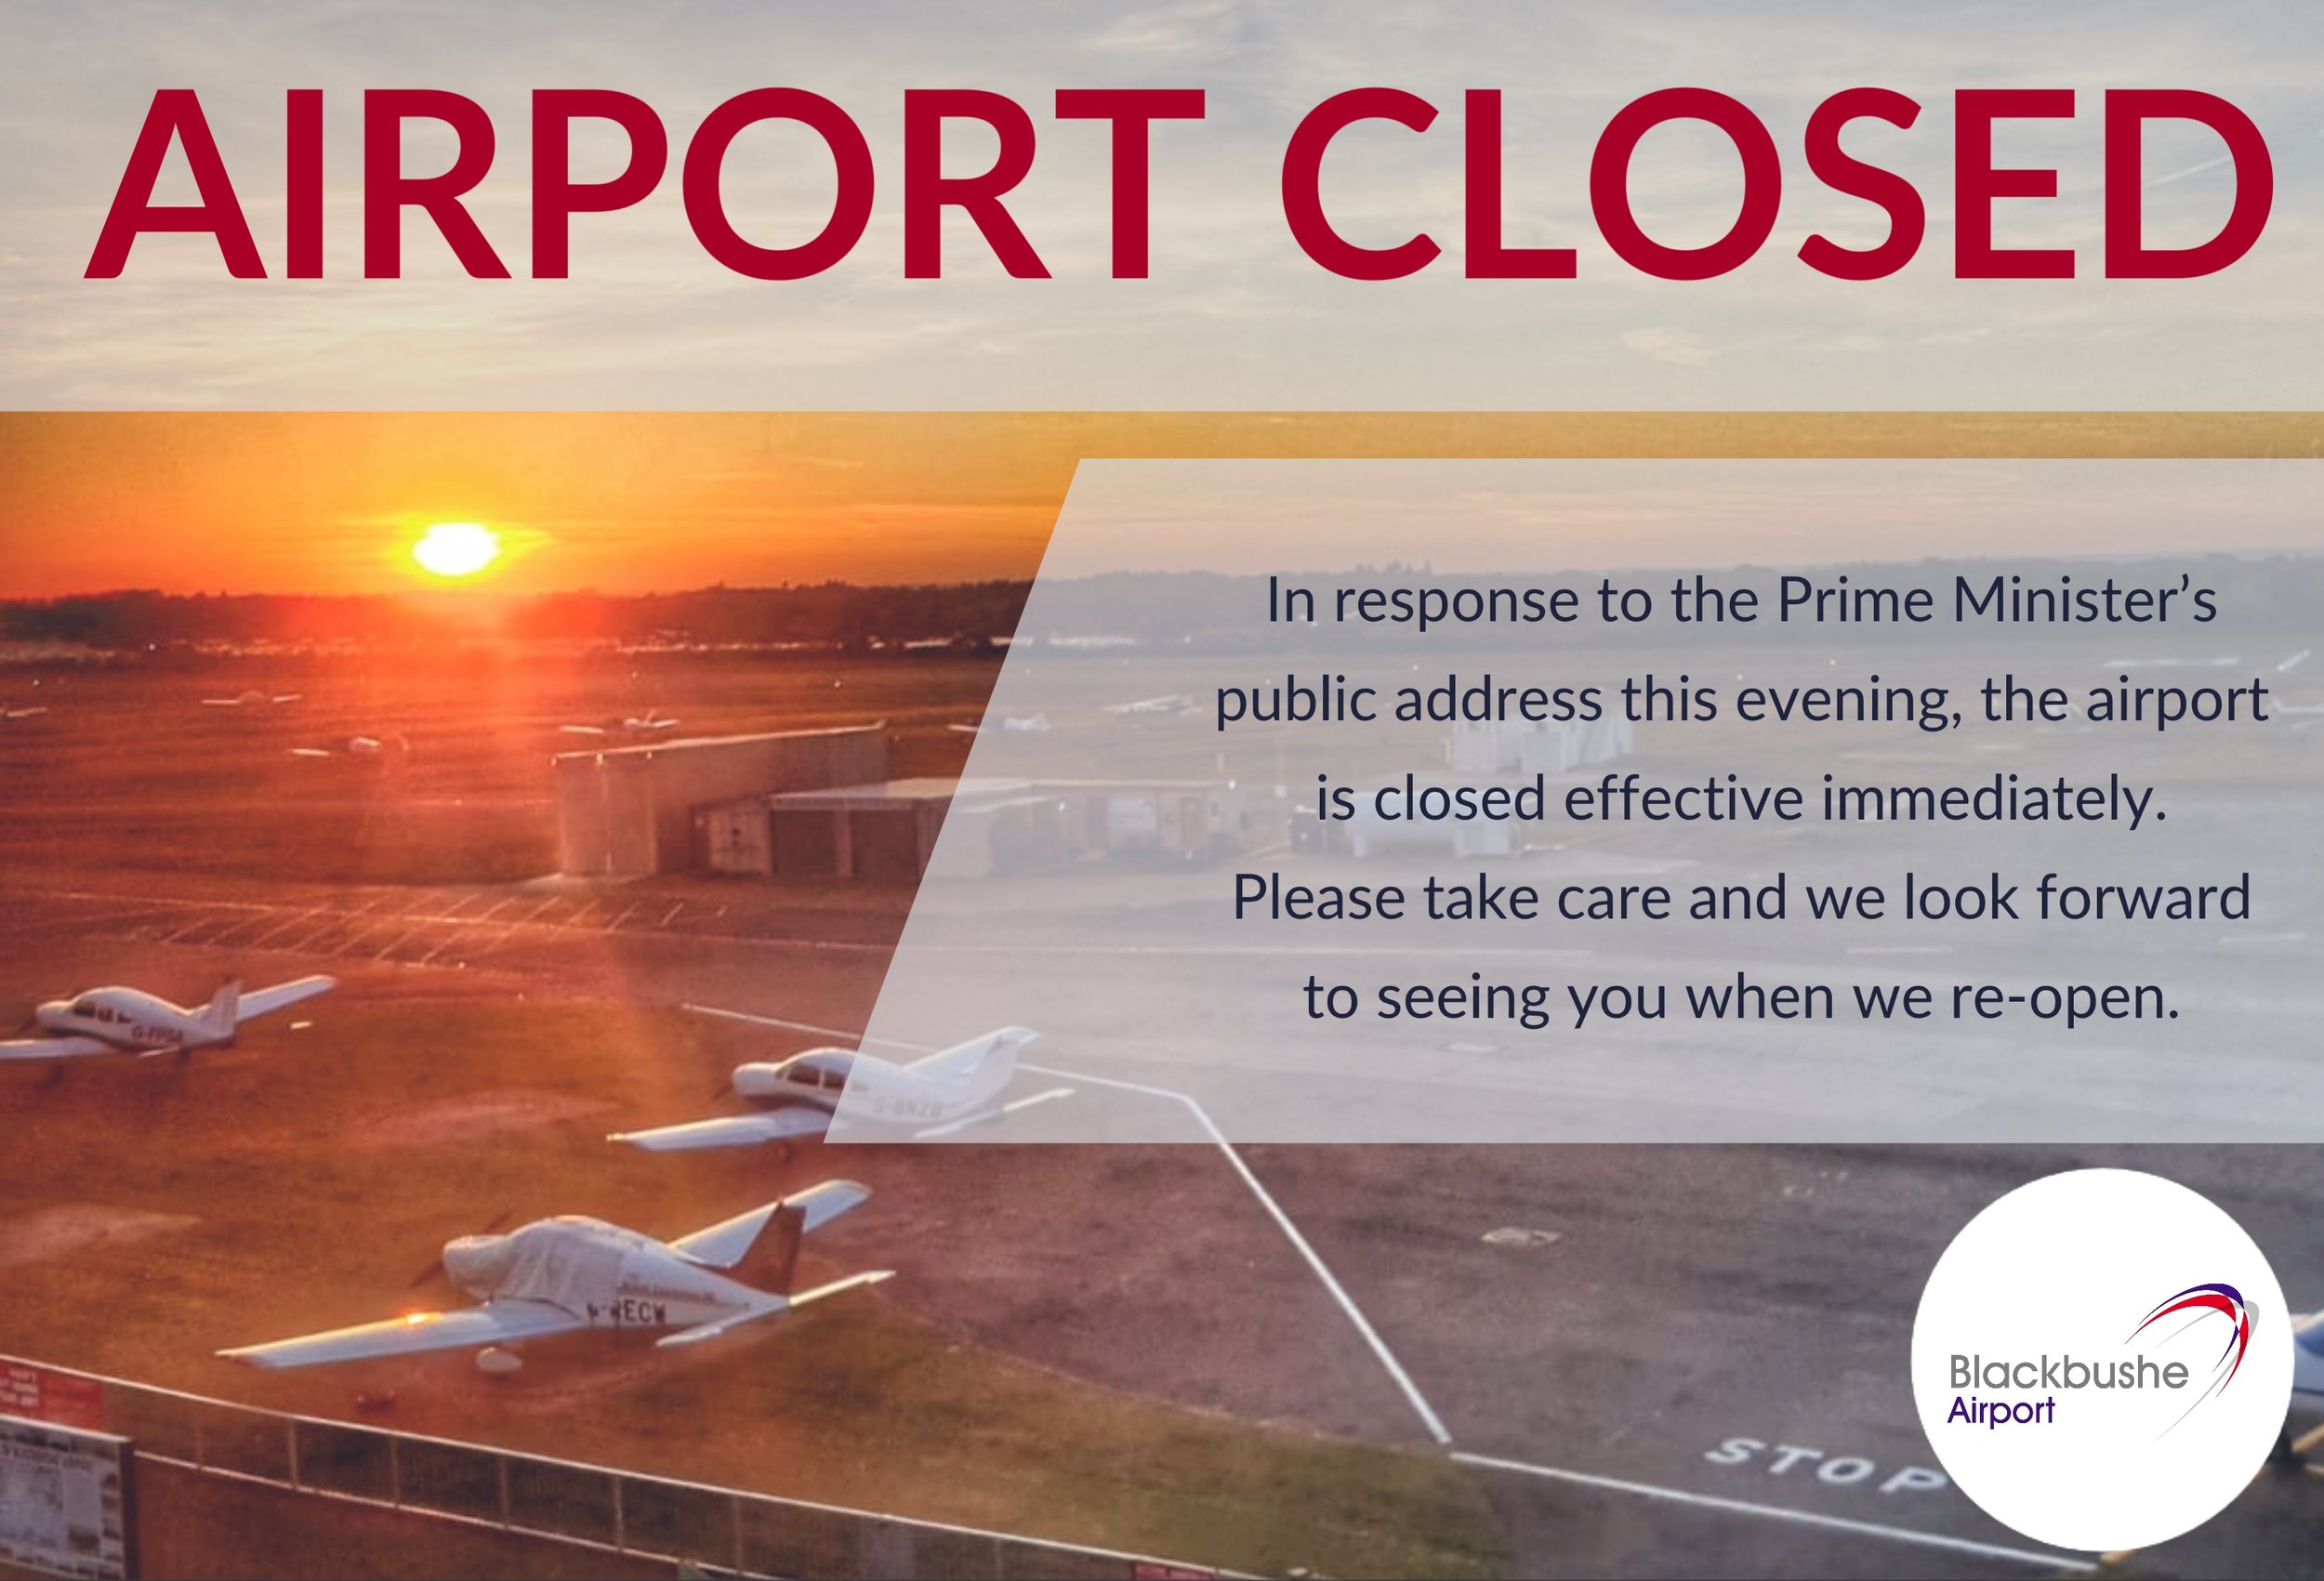 AIRPORT CLOSED
In response to the Prime Minister’s
public address this evening, the airport
is closed effective immediately.
Please take care and we look forward
to seeing you when we re-open.
Blackbushe
Airport
STOP